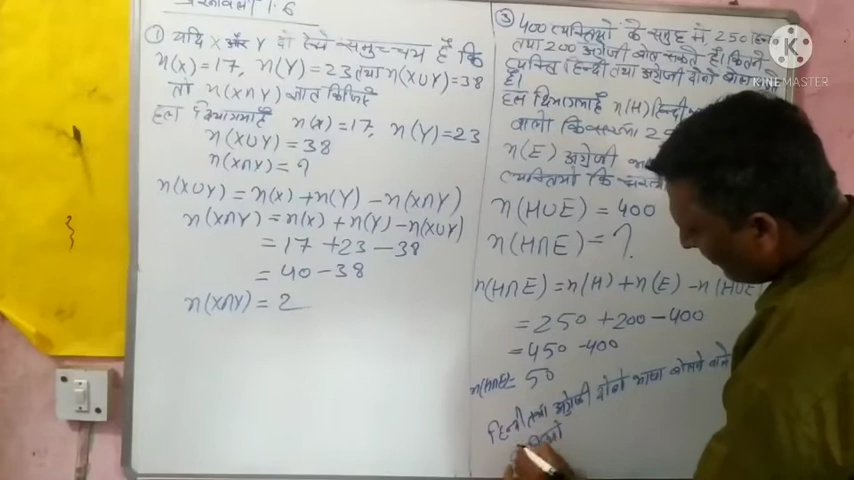 प्रश्नावली 1.6
① यदि X और Y दो ऐसे समुच्चय है कि
n(X)=17, n(Y)=23 तथा n(X∪Y)=38
तो n(X∩Y) ज्ञात किजिए
हल दिया गया है n(X)=17, n(Y)=23
n(X∪Y)=38
n(X∩Y)=?
n(X∪Y)=n(X)+n(Y)-n(X∩Y)
n(X∩Y)=n(X)+n(Y)-n(X∪Y)
=17+23-38
=40-38
n(X∩Y)=2
③ 400 व्यक्तियों के समुह में, 250 हिन्दी
तथा 200 अंग्रेजी बोल सकते है। कितने
व्यक्ति हिन्दी तथा अंग्रेजी दोनो बोल
है।
हल दिया गया है n(H) हिन्दी
वालो कि
n(E) अंग्रेजी
व्यक्तियों कि
n(H∪E)=400
n(H∩E)=?
n(H∩E)=n(H)+n(E)-n(H∪E)
=250+200-400
=450-400
n(H∩E)=50
हिन्दी तथा अंग्रेजी दोनो भाषा बोलने वाले
KINEMASTER